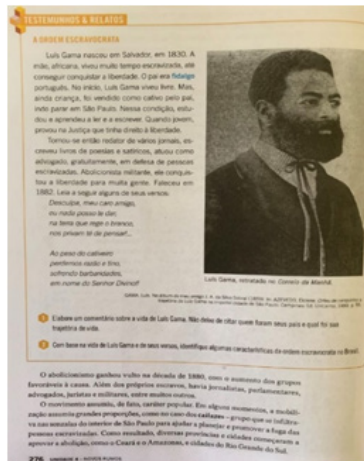 TESTEMUNHOS & RELATOS
A ORDEM ESCRAVOCRATA
Luís Gama nasceu em Salvador, em 1830. A
mãe, africana, viveu muito tempo escravizada, até
conseguir conquistar a liberdade. O pai era fidalgo
português. No início, Luís Gama viveu livre. Mas,
ainda criança, foi vendido como cativo pelo pai,
indo parar em São Paulo. Nessa condição, estu-
dou e aprendeu a ler e a escrever. Quando jovem,
provou na Justiça que tinha direito à liberdade.
Tornou-se então redator de vários jornais, es-
creveu livros de poesias e satíricos, atuou como
advogado, gratuitamente, em defesa de pessoas
escravizadas. Abolicionista militante, ele conquis-
tou a liberdade para muita gente. Faleceu em
1882. Leia a seguir alguns de seus versos.
Desculpa, meu caro amigo,
eu nada posso te dar;
na terra que rege o branco,
nos privam té de pensar!...
Ao peso do cativeiro
perdemos razão e tino,
sofrendo barbaridades,
em nome do Senhor Divino!!
Luís Gama, retratado no Correio da Manhã.
1 Elabore um comentário sobre a vida de Luís Gama. Não deixe de citar quem foram seus pais e qual foi sua
trajetória de vida.
2 Com base na vida de Luís Gama e de seus versos, identifique algumas características da ordem escravocrata no Brasil.
O abolicionismo ganhou vulto na década de 1880, com o aumento dos grupos
favoráveis à causa. Além dos próprios escravos, havia jornalistas, parlamentares,
advogados, juristas e militares, entre muitos outros.
O movimento assumiu, de fato, caráter popular. Em alguns momentos, a mobili-
zação assumiu grandes proporções, como no caso dos caifazes – grupo que se infiltra-
va nas senzalas do interior de São Paulo para ajudar a planejar e promover a fuga das
pessoas escravizadas. Como resultado, diversas províncias e cidades começaram a
aprovar a abolição, como o Ceará e o Amazonas, e cidades do Rio Grande do Sul.
276